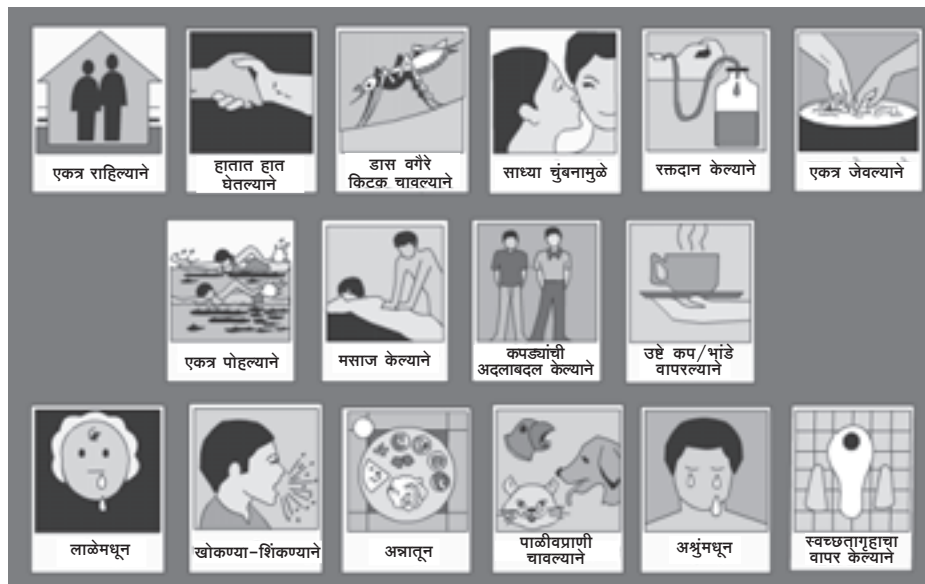 एकत्र राहिल्याने
हातात हात
घेतल्याने
डास वगैरे
किटक चावल्याने
साध्या चुंबनामुळे
रक्तदान केल्याने
एकत्र जेवल्याने
एकत्र पोहल्याने
मसाज केल्याने
कपड्यांची
अदलाबदल केल्याने
उष्टे कप/भांडे
वापरल्याने
लाळेमधून
खोकण्या-शिंकण्याने
अन्नातून
पाळीवप्राणी
चावल्याने
अश्रुंमधून
स्वच्छतागृहाचा
वापर केल्याने